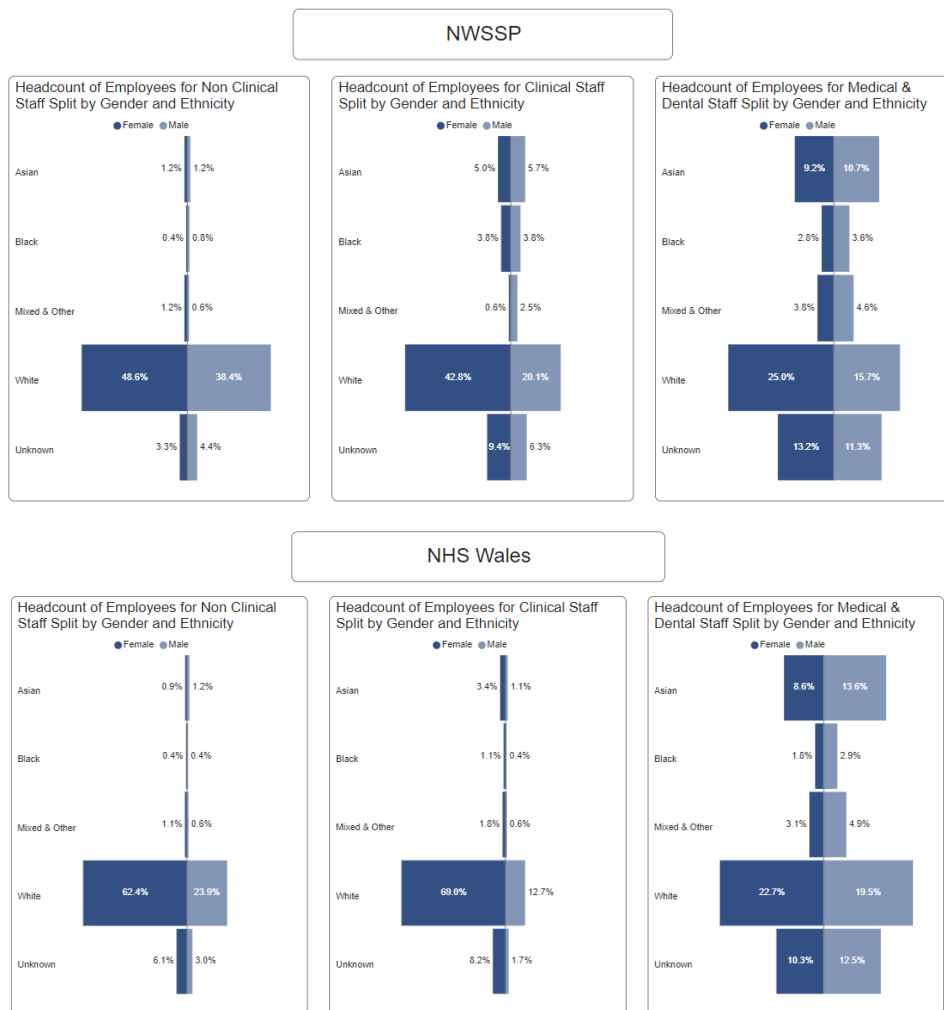 NWSSP
Headcount of Employees for Non Clinical
Staff Split by Gender and Ethnicity
Female Male
Asian 1.2% 1.2%
Black 0.4% 0.8%
Mixed & Other 1.2% 0.6%
White 48.6% 38.4%
Unknown 3.3% 4.4%
Headcount of Employees for Clinical Staff
Split by Gender and Ethnicity
Female Male
Asian 5.0% 5.7%
Black 3.8% 3.8%
Mixed & Other 0.6% 2.5%
White 42.8% 20.1%
Unknown 9.4% 6.3%
Headcount of Employees for Medical &
Dental Staff Split by Gender and Ethnicity
Female Male
Asian 9.2% 10.7%
Black 2.8% 3.6%
Mixed & Other 3.8% 4.6%
White 25.0% 15.7%
Unknown 13.2% 11.3%
NHS Wales
Headcount of Employees for Non Clinical
Staff Split by Gender and Ethnicity
Female Male
Asian 0.9% 1.2%
Black 0.4% 0.4%
Mixed & Other 1.1% 0.6%
White 62.4% 23.9%
Unknown 6.1% 3.0%
Headcount of Employees for Clinical Staff
Split by Gender and Ethnicity
Female Male
Asian 3.4% 1.1%
Black 1.1% 0.4%
Mixed & Other 1.8% 0.6%
White 69.0% 12.7%
Unknown 8.2% 1.7%
Headcount of Employees for Medical &
Dental Staff Split by Gender and Ethnicity
Female Male
Asian 8.6% 13.6%
Black 1.8% 2.9%
Mixed & Other 3.1% 4.9%
White 22.7% 19.5%
Unknown 10.3% 12.5%